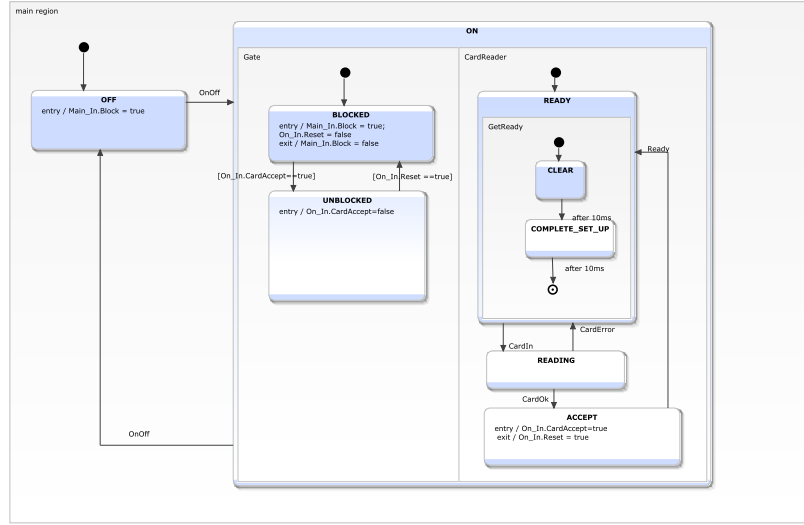 main region
ON
Gate
CardReader
OFF
entry / Main_In.Block = true
OnOff
BLOCKED
entry / Main_In.Block = true;
On_In.Reset = false
exit / Main_In.Block = false
[On_In.CardAccept==true]
[On_In.Reset ==true]
UNBLOCKED
entry / On_In.CardAccept=false
READY
GetReady
CLEAR
after 10ms
COMPLETE_SET_UP
after 10ms
Ready
CardIn
CardError
READING
CardOk
ACCEPT
entry / On_In.CardAccept=true
exit / On_In.Reset = true
OnOff